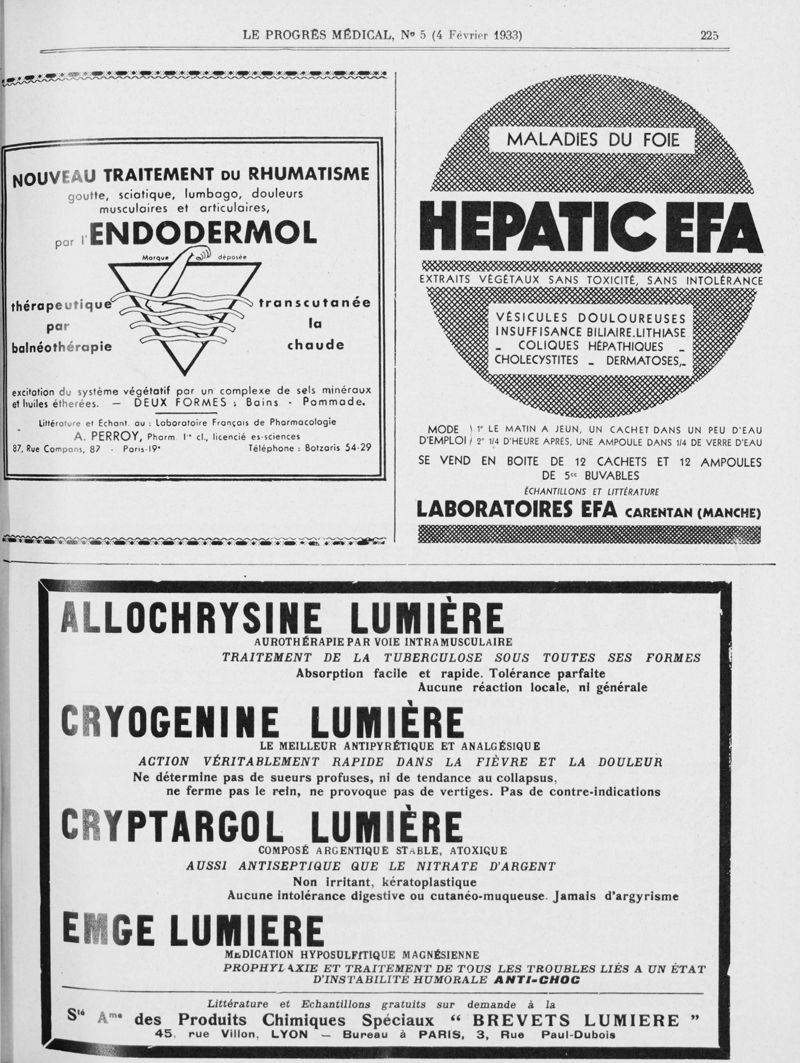 LE PROGRÈS MÉDICAL, Nº 5 (4 Février 1933)
225
NOUVEAU TRAITEMENT DU RHUMATISME
goutte, sciatique, lumbago, douleurs
musculaires et articulaires,
par l'ENDODERMOL
Marque déposée
thérapeutique transcutanée
par la
balnéothérapie chaude
excitation du système végétatif par un complexe de sels minéraux
et huiles étherées. — DEUX FORMES : Bains - Pommade.
Littérature et Echant. au : Laboratoire Français de Pharmacologie
A. PERROY, Pharm. 1re cl., licencié es-sciences
87, Rue Compans, 87 - Paris-19e Téléphone : Botzaris 54-29
MALADIES DU FOIE
HEPATIC EFA
EXTRAITS VÉGÉTAUX SANS TOXICITÉ, SANS INTOLÉRANCE
VÉSICULES DOULOUREUSES
INSUFFISANCE BILIAIRE.LITHIASE
_ COLIQUES HÉPATHIQUES _
CHOLECYSTITES _ DERMATOSES,_
MODE 1º LE MATIN A JEUN, UN CACHET DANS UN PEU D'EAU
D'EMPLOI 2º 1/4 D'HEURE APRÉS, UNE AMPOULE DANS 1/4 DE VERRE D'EAU
SE VEND EN BOITE DE 12 CACHETS ET 12 AMPOULES
DE 5cc BUVABLES
ÉCHANTILLONS ET LITTÉRATURE
LABORATOIRES EFA CARENTAN (MANCHE)
ALLOCHRYSINE LUMIÈRE
AUROTHÉRAPIE PAR VOIE INTRAMUSCULAIRE
TRAITEMENT DE LA TUBERCULOSE SOUS TOUTES SES FORMES
Absorption facile et rapide. Tolérance parfaite
Aucune réaction locale, ni générale
CRYOGENINE LUMIÈRE
LE MEILLEUR ANTIPYRÉTIQUE ET ANALGÉSIQUE
ACTION VÉRITABLEMENT RAPIDE DANS LA FIÈVRE ET LA DOULEUR
Ne détermine pas de sueurs profuses, ni de tendance au collapsus,
ne ferme pas le rein, ne provoque pas de vertiges. Pas de contre-indications
CRYPTARGOL LUMIÈRE
COMPOSÉ ARGENTIQUE STABLE, ATOXIQUE
AUSSI ANTISEPTIQUE QUE LE NITRATE D'ARGENT
Non irritant, kératoplastique
Aucune intolérance digestive ou cutanéo-muqueuse. Jamais d'argyrisme
EMGE LUMIERE
MEDICATION HYPOSULFITIQUE MAGNÉSIENNE
PROPHYLAXIE ET TRAITEMENT DE TOUS LES TROUBLES LIÉS A UN ÉTAT
D'INSTABILITÉ HUMORALE ANTI-CHOC
Littérature et Echantillons gratuits sur demande à la
Sté Ame des Produits Chimiques Spéciaux “ BREVETS LUMIERE ”
45, rue Villon, LYON — Bureau à PARIS, 3, Rue Paul-Dubois